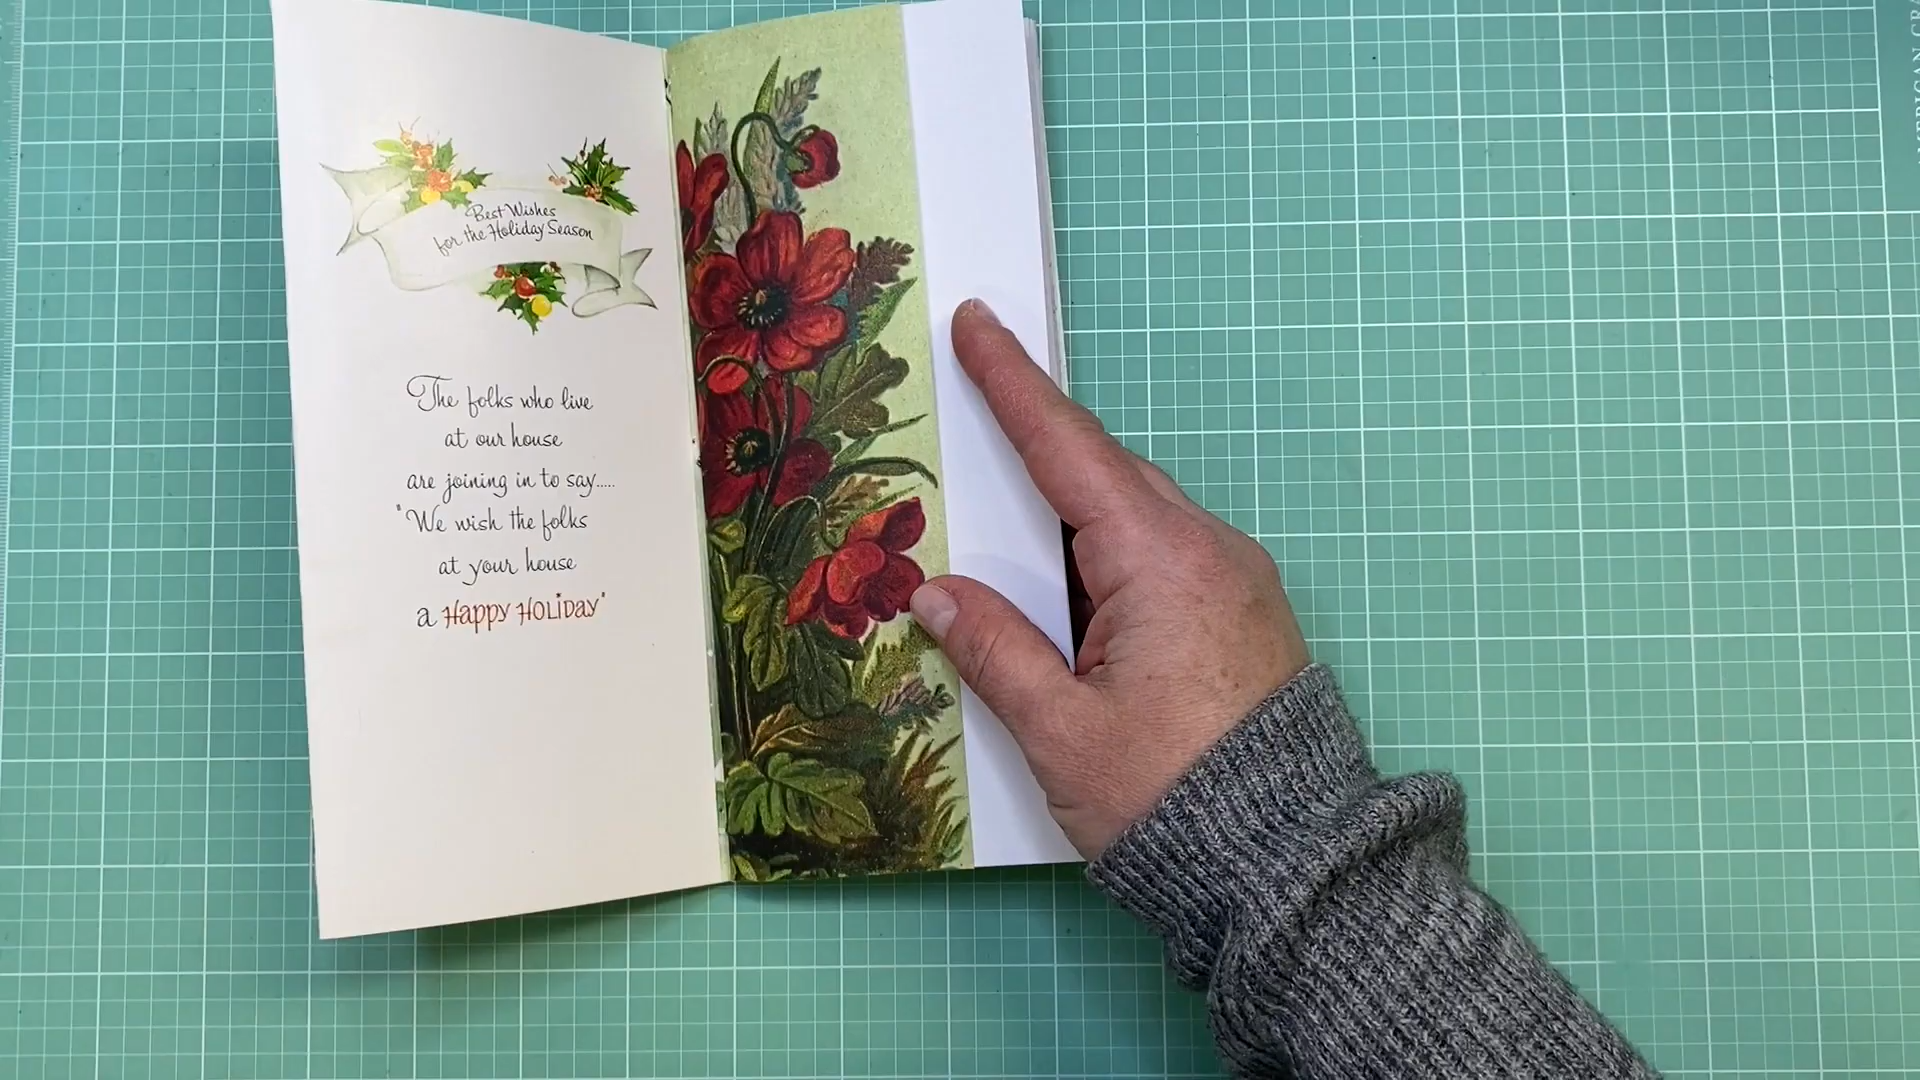 Best Wishes
for the Holiday Season
The folks who live
at our house
are joining in to say.....
"We wish the folks
at your house
a Happy Holiday"